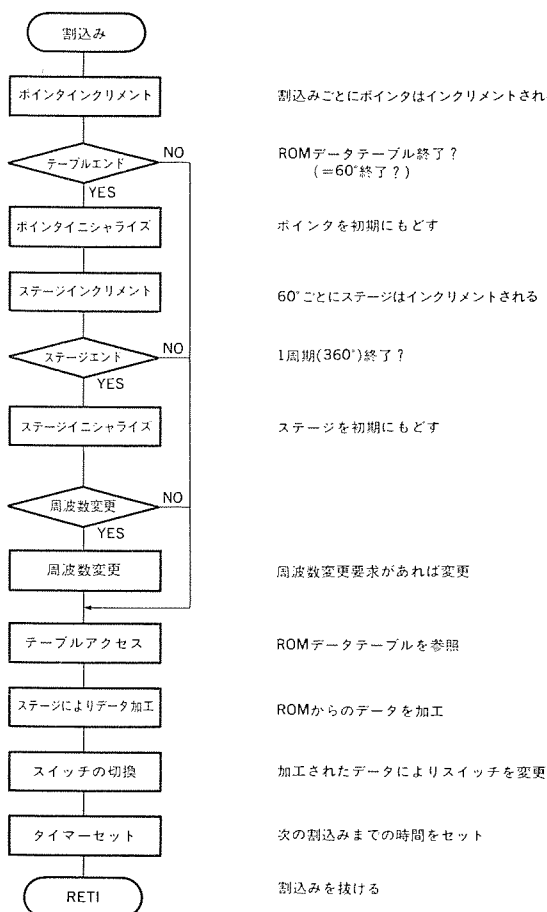 割込み
ポインタインクリメント
割込みごとにポインタはインクリメントされ
テーブルエンド
NO
YES
ROMデータテーブル終了?
(=60°終了?)
ポインタイニシャライズ
ポインタを初期にもどす
ステージインクリメント
60°ごとにステージはインクリメントされる
ステージエンド
NO
YES
1周期(360°)終了?
ステージイニシャライズ
ステージを初期にもどす
周波数変更
NO
YES
周波数変更
周波数変更要求があれば変更
テーブルアクセス
ROMデータテーブルを参照
ステージによりデータ加工
ROMからのデータを加工
スイッチの切換
加工されたデータによりスイッチを変更
タイマーセット
次の割込みまでの時間をセット
RETI
割込みを抜ける